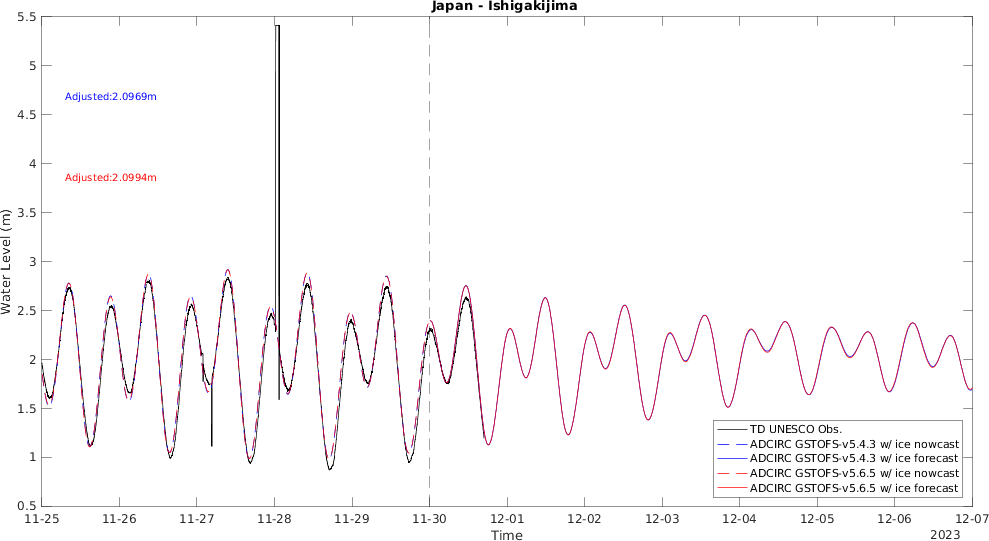 Japan - Ishigakijima
5.5
5
4.5
4
3.5
3
2.5
2
1.5
1
0.5
Water Level (m)
Adjusted:2.0969m
Adjusted:2.0994m
TD UNESCO Obs.
ADCIRC GSTOFS-v5.4.3 w/ ice nowcast
ADCIRC GSTOFS-v5.4.3 w/ ice forecast
ADCIRC GSTOFS-v5.6.5 w/ ice nowcast
ADCIRC GSTOFS-v5.6.5 w/ ice forecast
11-25 11-26 11-27 11-28 11-29 11-30 12-01 12-02 12-03 12-04 12-05 12-06 12-07
Time
2023